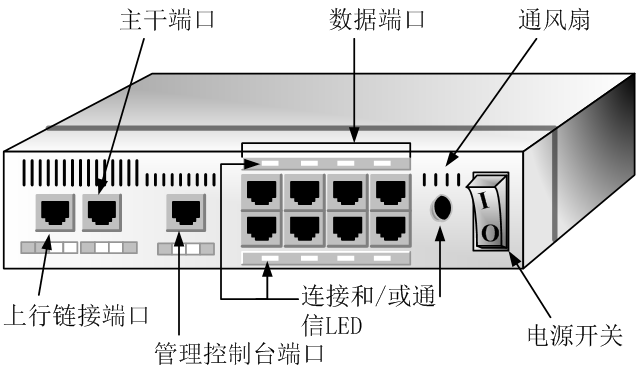 主干端口
数据端口
通风扇
I
O
上行链接端口
管理控制台端口
连接和/或通
信LED
电源开关